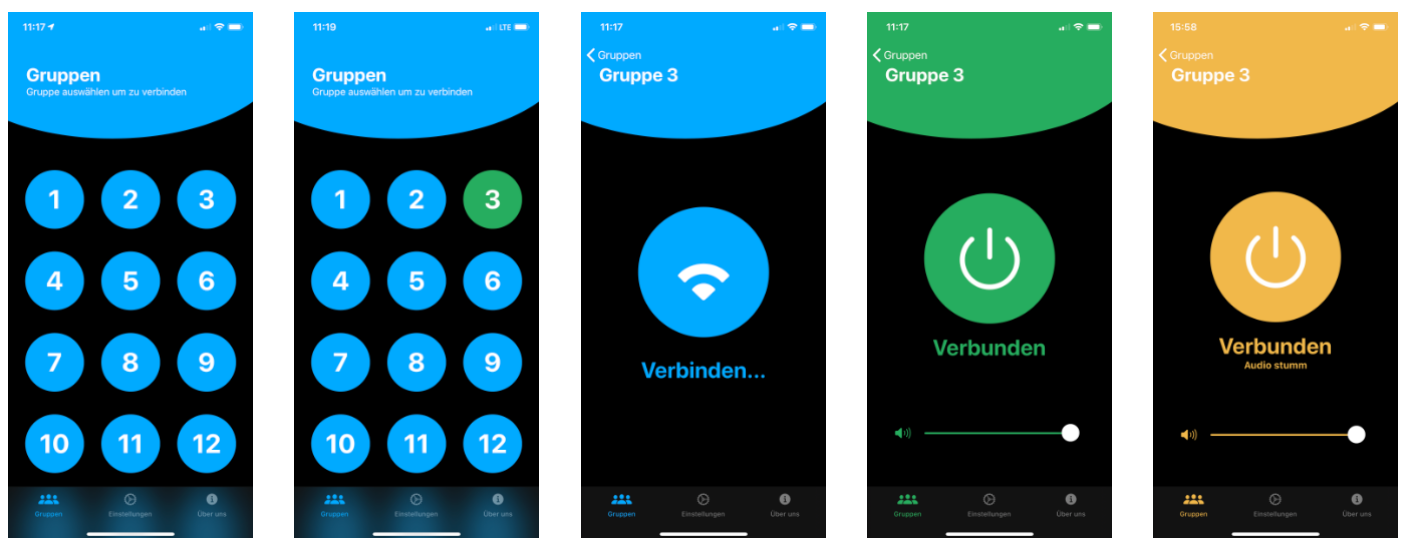 11:17
Gruppen
Gruppe auswählen um zu verbinden
1 2 3
4 5 6
7 8 9
10 11 12
Gruppen Einstellungen Über uns
11:19 LTE
Gruppen
Gruppe auswählen um zu verbinden
1 2 3
4 5 6
7 8 9
10 11 12
Gruppen Einstellungen Über uns
11:17
Gruppen
Gruppe 3
Verbinden...
Gruppen Einstellungen Über uns
11:17
Gruppen
Gruppe 3
Verbunden
Gruppen Einstellungen Über uns
15:58
Gruppen
Gruppe 3
Verbunden
Audio stumm
Gruppen Einstellungen Über uns